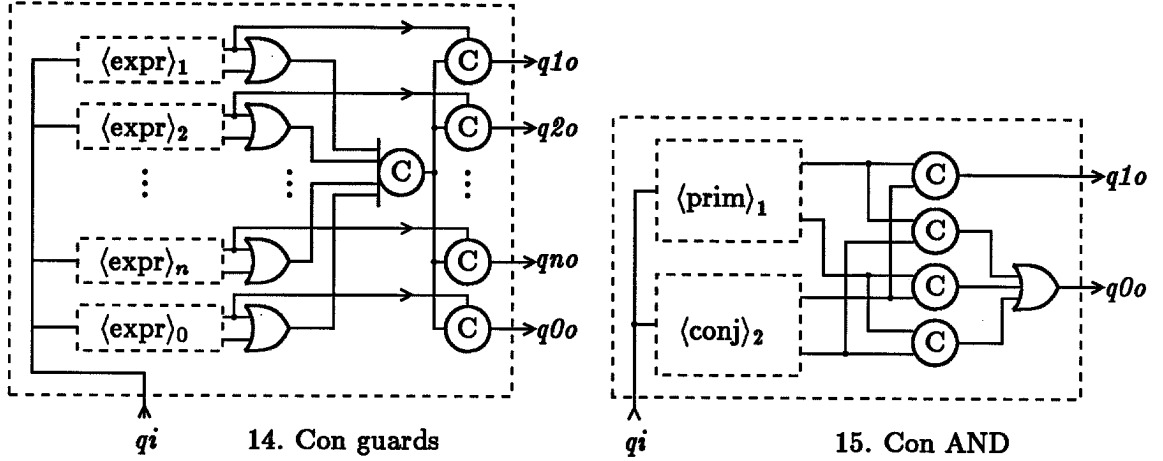 ⟨expr⟩₁
C
q1o
⟨expr⟩₂
C
q2o
C
⟨expr⟩ₙ
C
qno
⟨expr⟩₀
C
q0o
qi
14. Con guards
⟨prim⟩₁
C
q1o
C
C
q0o
⟨conj⟩₂
C
qi
15. Con AND